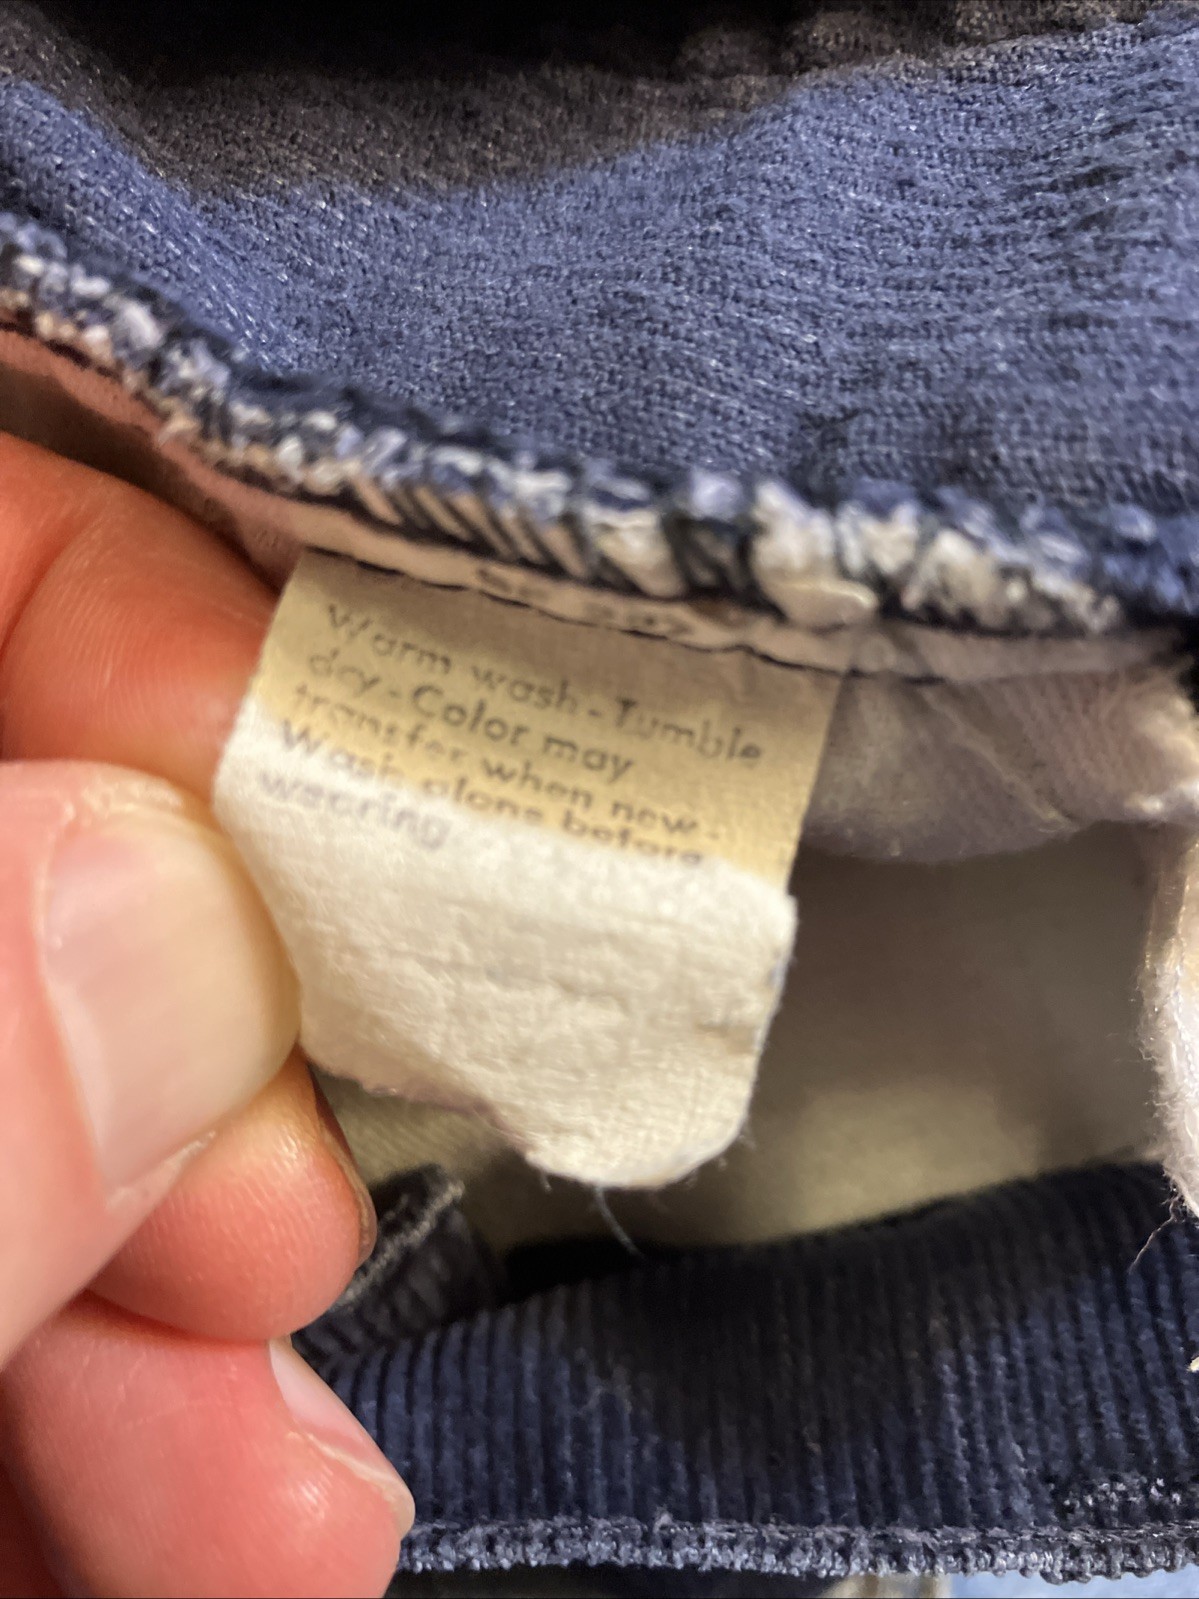 Warm wash-Tumble
dry-Color may
transfer when new-
Wash alone before
wearing